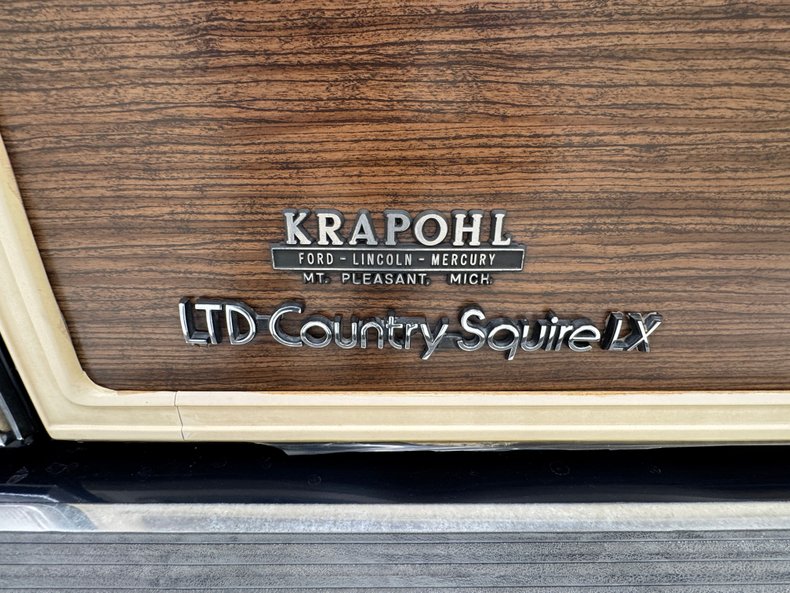 KRAPOHL
FORD - LINCOLN - MERCURY
MT. PLEASANT, MICH.
LTD Country Squire LX